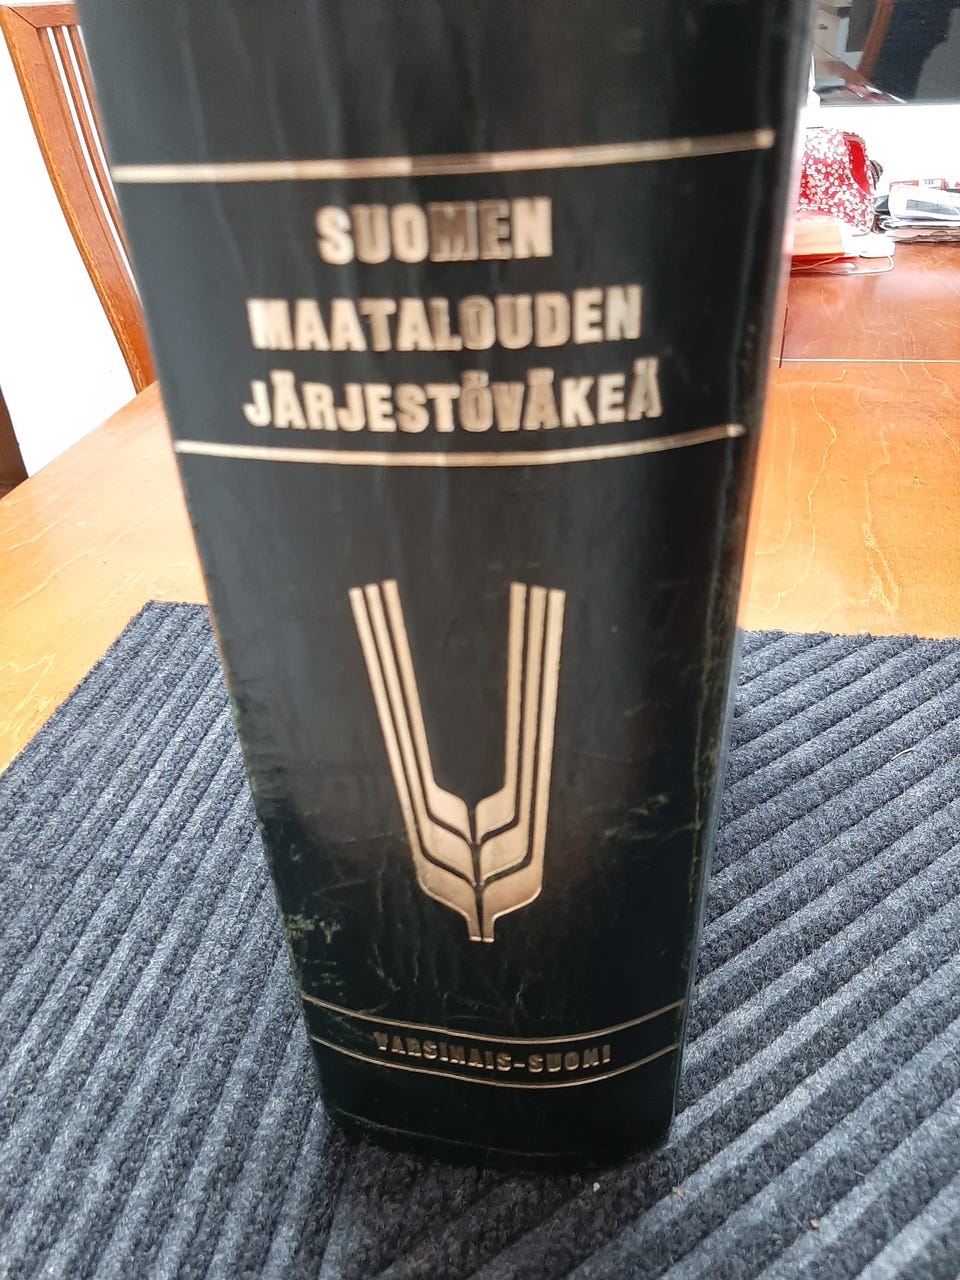 SUOMEN
MAATALOUDEN
JÄRJESTÖVÄKEÄ
VARSINAIS-SUOMI